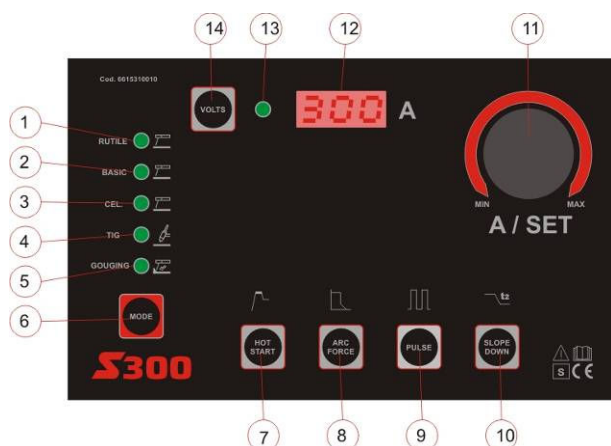 14
13
12
11
Cod. 6615310010
VOLTS
300 A
1
RUTILE
2
BASIC
3
CEL.
4
TIG
5
GOUGING
MIN
MAX
A / SET
6
MODE
t2
HOT
START
ARC
FORCE
PULSE
SLOPE
DOWN
S300
S CE
7
8
9
10